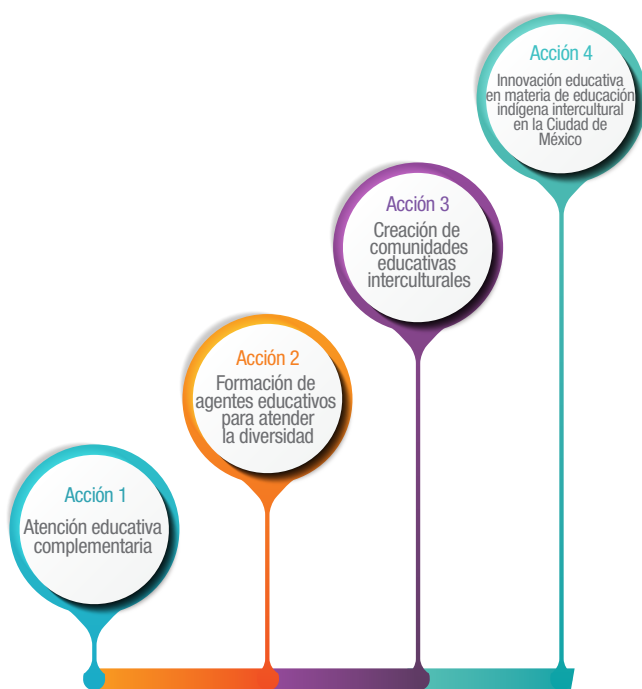 Acción 4
Innovación educativa
en materia de educación
indígena intercultural
en la Ciudad de
México
Acción 3
Creación de
comunidades
educativas
interculturales
Acción 2
Formación de
agentes educativos
para atender
la diversidad
Acción 1
Atención educativa
complementaria